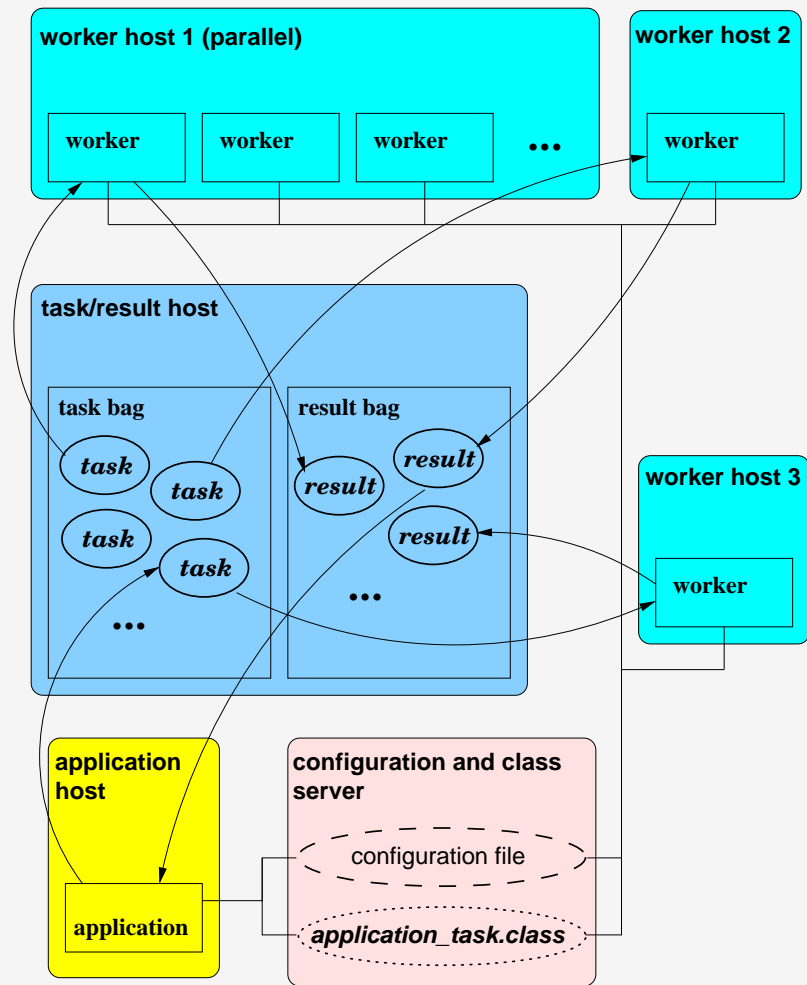 worker host 1 (parallel)
worker host 2
worker
worker
worker
...
worker
task/result host
task bag
result bag
task
task
task
task
...
result
result
result
...
worker host 3
worker
application
host
application
configuration and class
server
configuration file
application_task.class